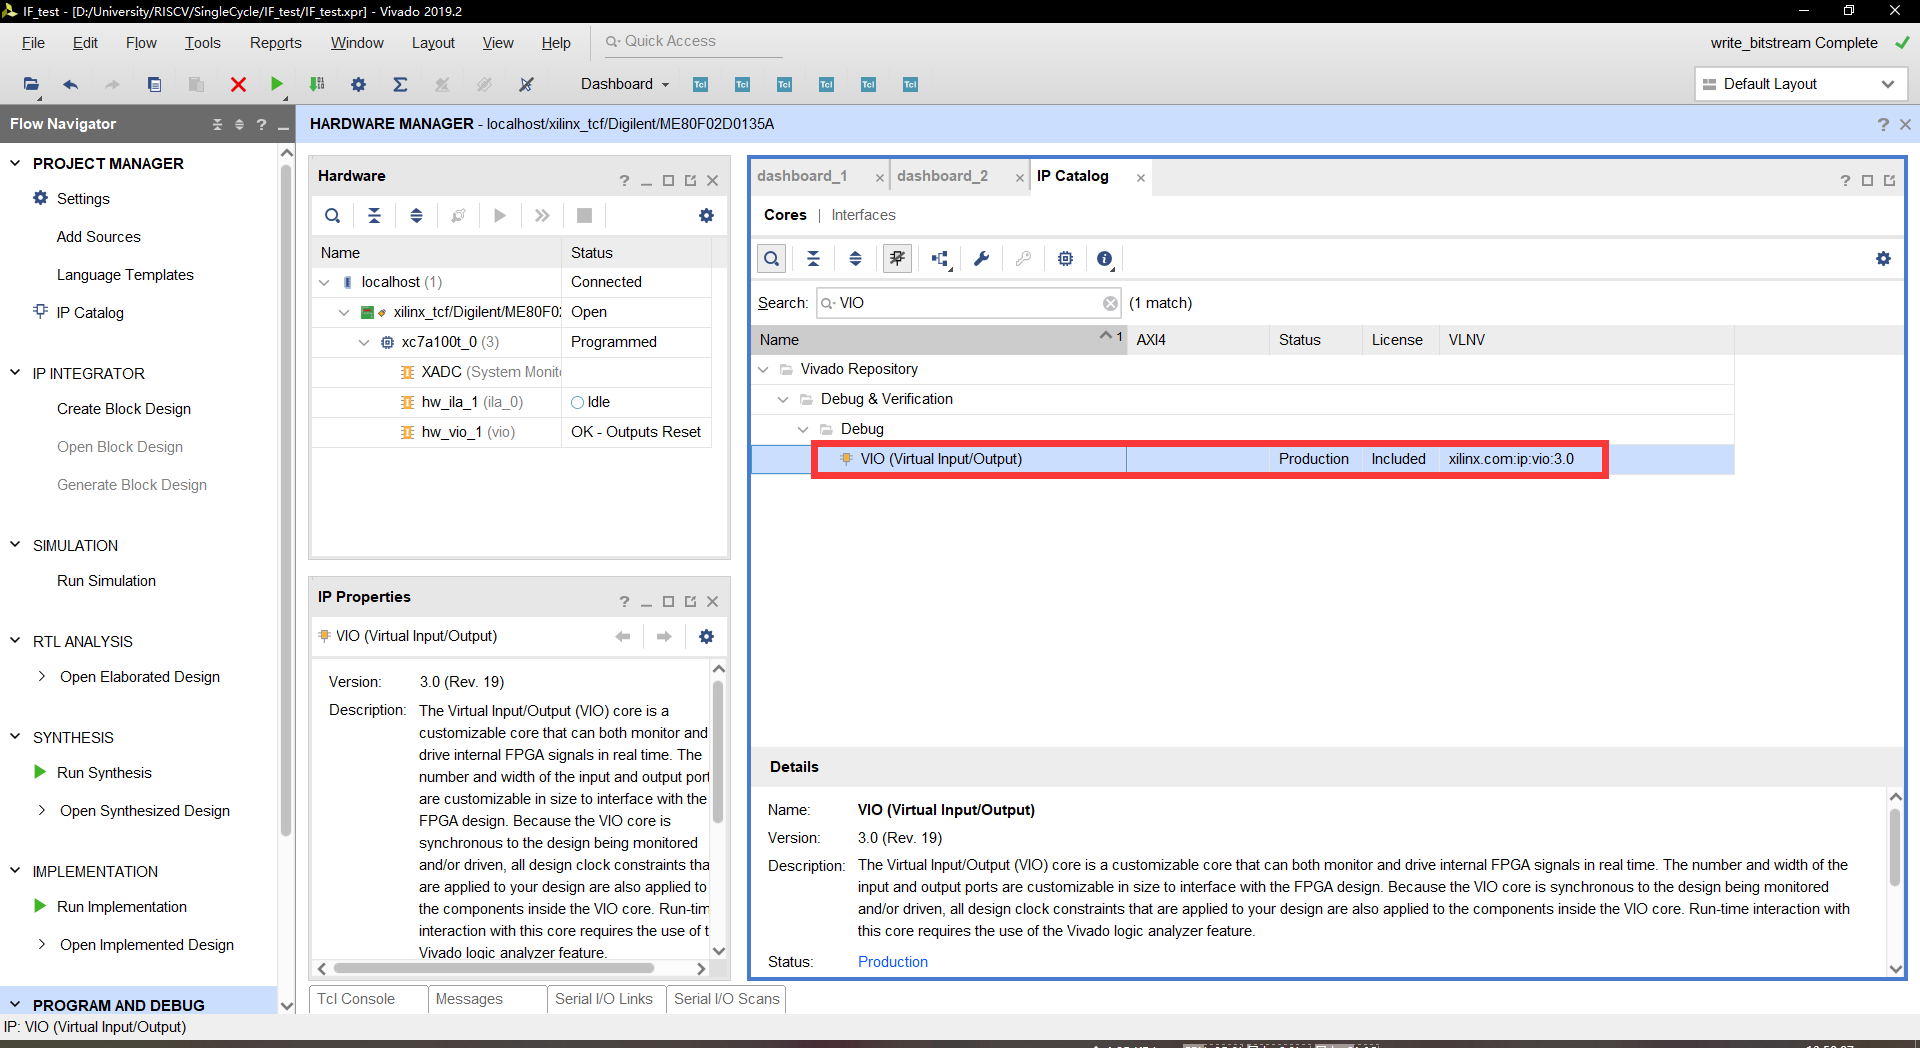 IF_test - [D:/University/RISCV/SingleCycle/IF_test/IF_test.xpr] - Vivado 2019.2
File Edit Flow Tools Reports Window Layout View Help Quick Access
write_bitstream Complete
Dashboard Tcl Tcl Tcl Tcl Tcl Tcl
Default Layout
Flow Navigator
PROJECT MANAGER
Settings
Add Sources
Language Templates
IP Catalog
IP INTEGRATOR
Create Block Design
Open Block Design
Generate Block Design
SIMULATION
Run Simulation
RTL ANALYSIS
Open Elaborated Design
SYNTHESIS
Run Synthesis
Open Synthesized Design
IMPLEMENTATION
Run Implementation
Open Implemented Design
PROGRAM AND DEBUG
HARDWARE MANAGER - localhost/xilinx_tcf/Digilent/ME80F02D0135A
Hardware
Name Status
localhost (1) Connected
xilinx_tcf/Digilent/ME80F02 Open
xc7a100t_0 (3) Programmed
XADC (System Monito
hw_ila_1 (ila_0) Idle
hw_vio_1 (vio) OK - Outputs Reset
IP Properties
VIO (Virtual Input/Output)
Version: 3.0 (Rev. 19)
Description: The Virtual Input/Output (VIO) core is a
customizable core that can both monitor and
drive internal FPGA signals in real time. The
number and width of the input and output port
are customizable in size to interface with the
FPGA design. Because the VIO core is
synchronous to the design being monitored
and/or driven, all design clock constraints tha
are applied to your design are also applied to
the components inside the VIO core. Run-tim
interaction with this core requires the use of t
Vivado logic analyzer feature.
dashboard_1 dashboard_2 IP Catalog
Cores | Interfaces
Search: VIO (1 match)
Name 1 AXI4 Status License VLNV
Vivado Repository
Debug & Verification
Debug
VIO (Virtual Input/Output) Production Included xilinx.com:ip:vio:3.0
Details
Name: VIO (Virtual Input/Output)
Version: 3.0 (Rev. 19)
Description: The Virtual Input/Output (VIO) core is a customizable core that can both monitor and drive internal FPGA signals in real time. The number and width of the
input and output ports are customizable in size to interface with the FPGA design. Because the VIO core is synchronous to the design being monitored
and/or driven, all design clock constraints that are applied to your design are also applied to the components inside the VIO core. Run-time interaction with
this core requires the use of the Vivado logic analyzer feature.
Status: Production
Tcl Console Messages Serial I/O Links Serial I/O Scans
IP: VIO (Virtual Input/Output)